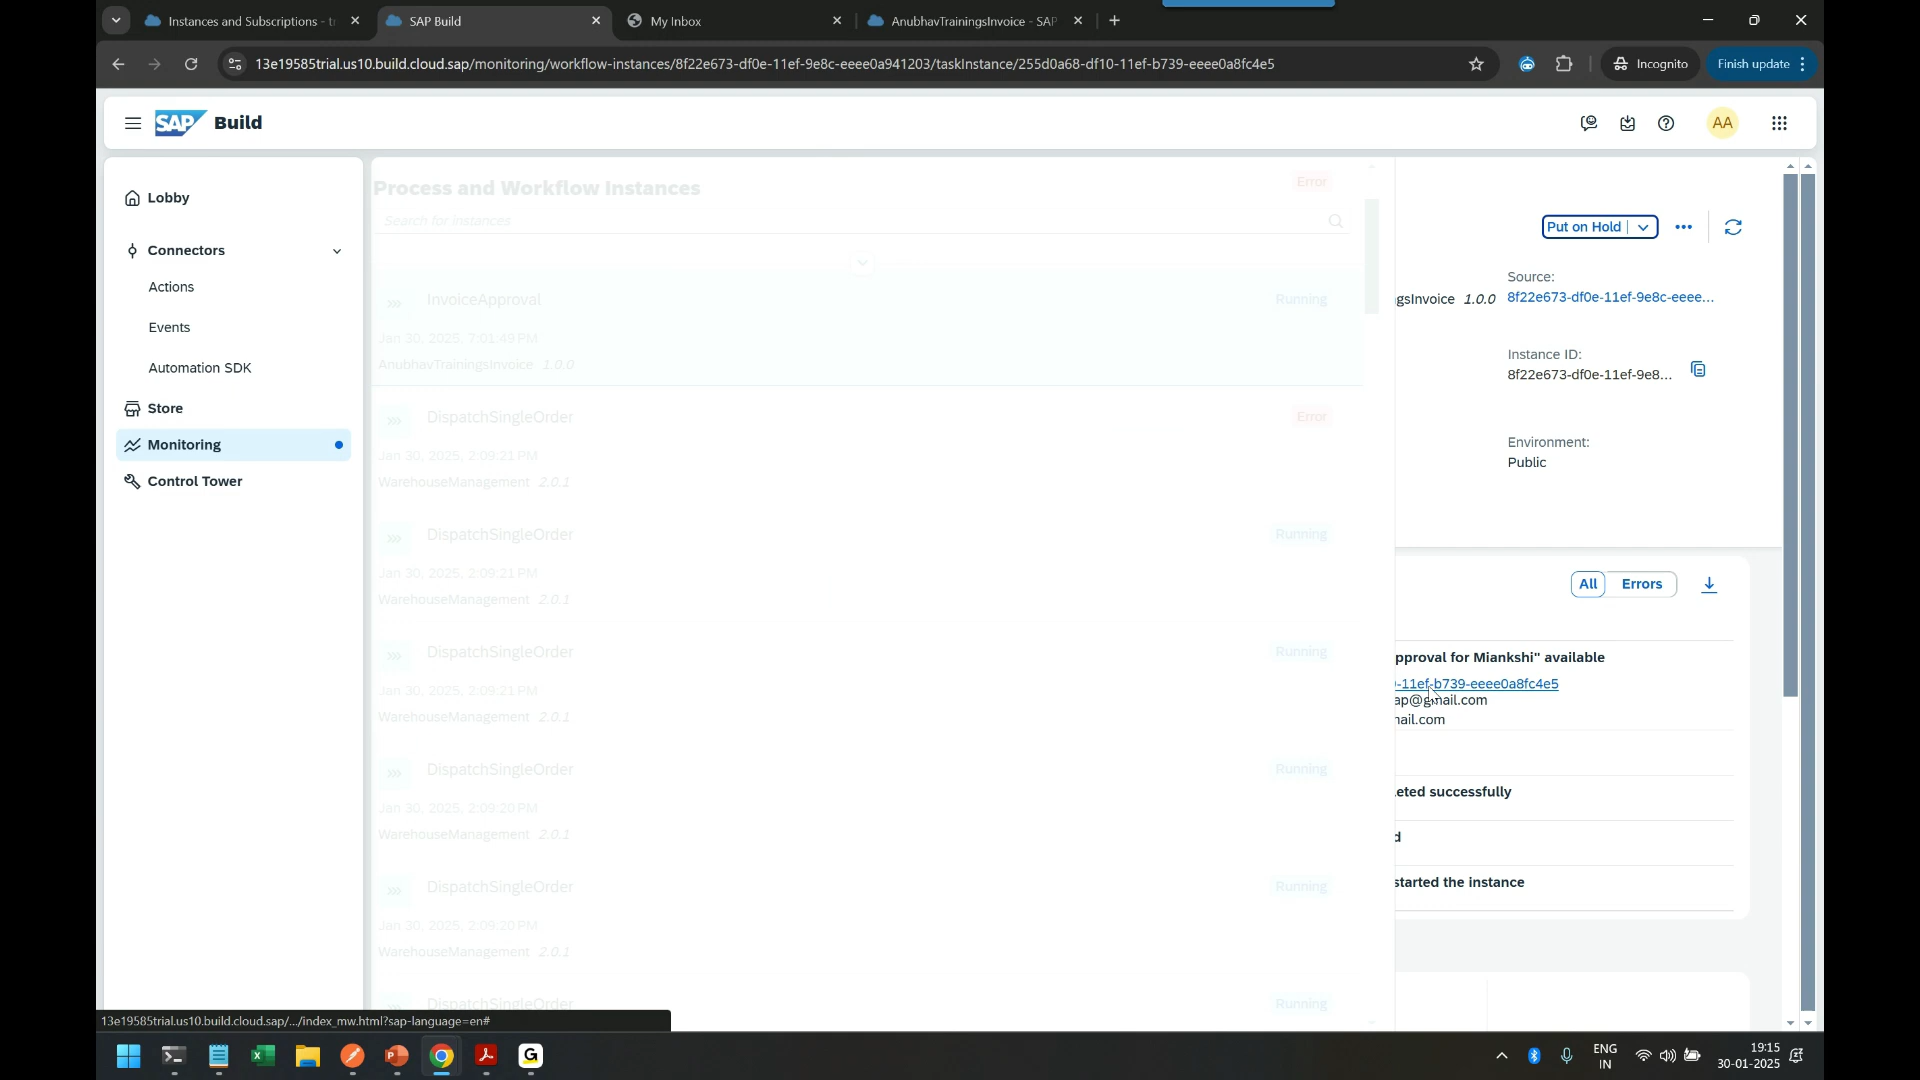 Instances and Subscriptions - tr
SAP Build
My Inbox
AnubhavTrainingsInvoice - SAP
13e19585trial.us10.build.cloud.sap/monitoring/workflow-instances/8f22e673-df0e-11ef-9e8c-eeee0a941203/taskInstance/255d0a68-df10-11ef-b739-eeee0a8fc4e5
Incognito
Finish update
SAP Build
AA
Lobby
Connectors
Actions
Events
Automation SDK
Store
Monitoring
Control Tower
Process and Workflow Instances
Error
Search for instances
InvoiceApproval
Running
Jan 30, 2025, 7:01:49 PM
AnubhavTrainingsInvoice 1.0.0
DispatchSingleOrder
Error
Jan 30, 2025, 2:09:21 PM
WarehouseManagement 2.0.1
DispatchSingleOrder
Running
Jan 30, 2025, 2:09:21 PM
WarehouseManagement 2.0.1
DispatchSingleOrder
Running
Jan 30, 2025, 2:09:21 PM
WarehouseManagement 2.0.1
DispatchSingleOrder
Running
Jan 30, 2025, 2:09:20 PM
WarehouseManagement 2.0.1
DispatchSingleOrder
Running
Jan 30, 2025, 2:09:20 PM
WarehouseManagement 2.0.1
DispatchSingleOrder
Running
Put on Hold
Source:
gsInvoice 1.0.0
8f22e673-df0e-11ef-9e8c-eeee...
Instance ID:
8f22e673-df0e-11ef-9e8...
Environment:
Public
All
Errors
pproval for Miankshi" available
-11ef-b739-eeee0a8fc4e5
ap@gmail.com
nail.com
eted successfully
d
started the instance
13e19585trial.us10.build.cloud.sap/.../index_mw.html?sap-language=en#
ENG
IN
19:15
30-01-2025